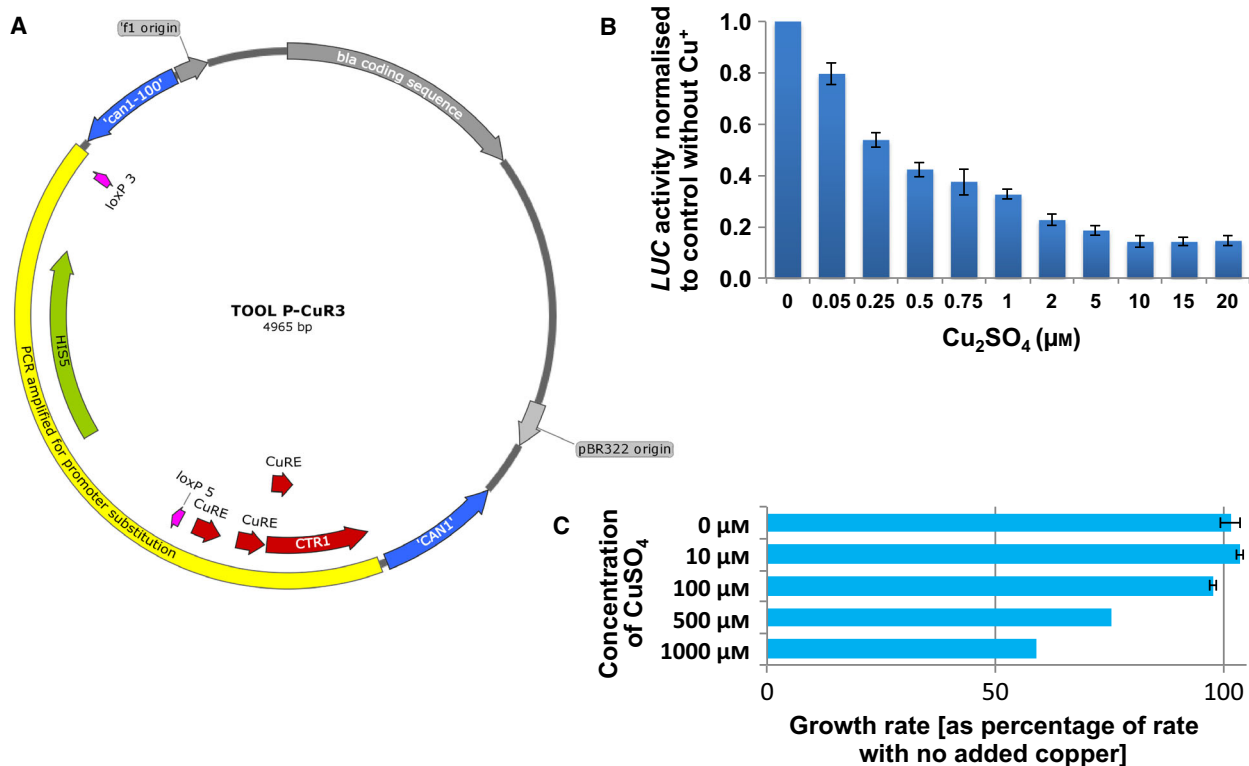 A
'f1 origin
bla coding sequence
'can1-100'
loxP 3
HIS5
PCR amplified for promoter substitution
TOOL P-CuR3
4965 bp
pBR322 origin
CuRE
loxP 5
CuRE
CuRE
CTR1
'CAN1'
B
LUC activity normalised
to control without Cu⁺
1.0
0.8
0.6
0.4
0.2
0.0
0 0.05 0.25 0.5 0.75 1 2 5 10 15 20
Cu₂SO₄ (µM)
C
Concentration
of CuSO₄
0 µM
10 µM
100 µM
500 µM
1000 µM
0 50 100
Growth rate [as percentage of rate
with no added copper]